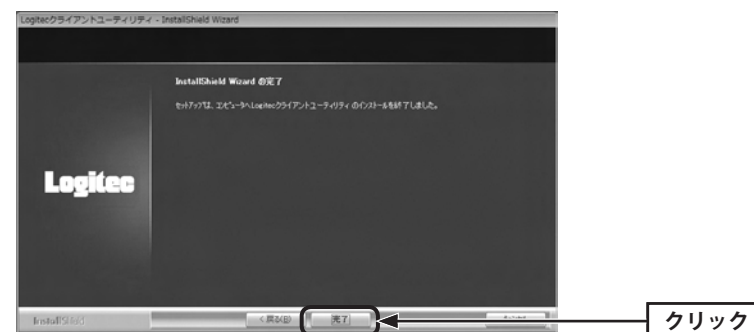 Logitecクライアントユーティリティ - InstallShield Wizard
InstallShield Wizard の完了
セットアップは、コンピュータへLogitecクライアントユーティリティ のインストールを終了しました。
Logitec
InstallShield
< 戻る(B)
完了
クリック